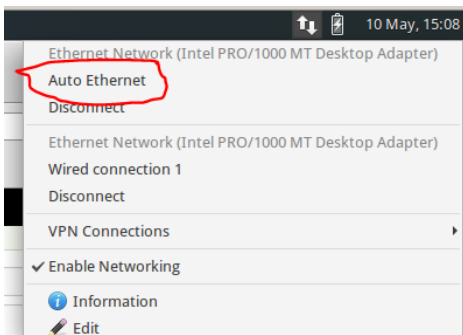 10 May, 15:08
Ethernet Network (Intel PRO/1000 MT Desktop Adapter)
Auto Ethernet
Disconnect
Ethernet Network (Intel PRO/1000 MT Desktop Adapter)
Wired connection 1
Disconnect
VPN Connections
Enable Networking
Information
Edit